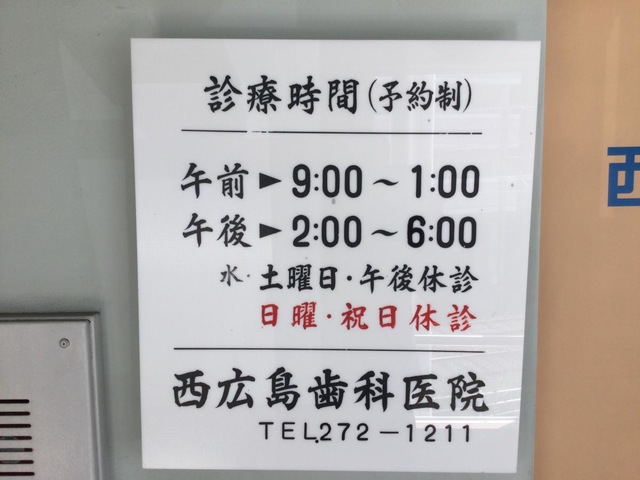 診療時間(予約制)
午前►9:00～1:00
午後►2:00～6:00
水・土曜日・午後休診
日曜・祝日休診
西広島歯科医院
TEL.272-1211
西